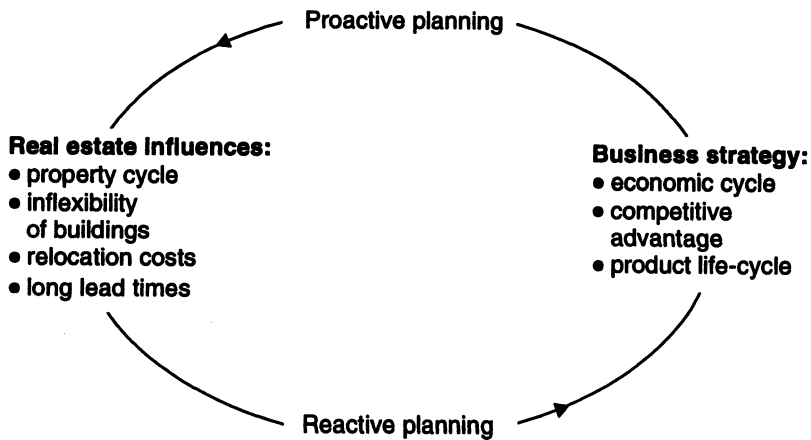 Proactive planning
Real estate influences:
• property cycle
• inflexibility
of buildings
• relocation costs
• long lead times
Business strategy:
• economic cycle
• competitive
advantage
• product life-cycle
Reactive planning